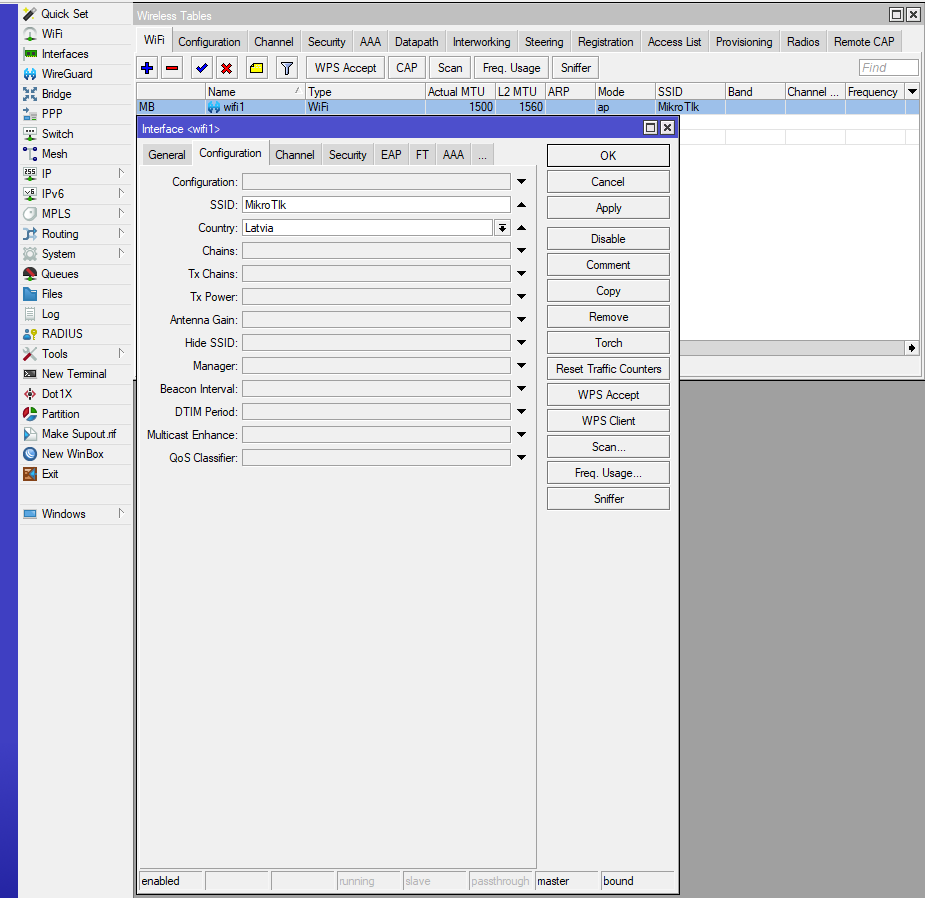 Quick Set
WiFi
Interfaces
WireGuard
Bridge
PPP
Switch
Mesh
IP
IPv6
MPLS
Routing
System
Queues
Files
Log
RADIUS
Tools
New Terminal
Dot1X
Partition
Make Supout.rif
New WinBox
Exit
Windows
Wireless Tables
WiFi Configuration Channel Security AAA Datapath Interworking Steering Registration Access List Provisioning Radios Remote CAP
WPS Accept CAP Scan Freq. Usage Sniffer Find
Name Type Actual MTU L2 MTU ARP Mode SSID Band Channel ... Frequency
MB wifi1 WiFi 1500 1560 ap MikroTIk
Interface <wifi1>
General Configuration Channel Security EAP FT AAA ...
Configuration:
SSID: MikroTIk
Country: Latvia
Chains:
Tx Chains:
Tx Power:
Antenna Gain:
Hide SSID:
Manager:
Beacon Interval:
DTIM Period:
Multicast Enhance:
QoS Classifier:
OK
Cancel
Apply
Disable
Comment
Copy
Remove
Torch
Reset Traffic Counters
WPS Accept
WPS Client
Scan...
Freq. Usage...
Sniffer
enabled running slave passthrough master bound